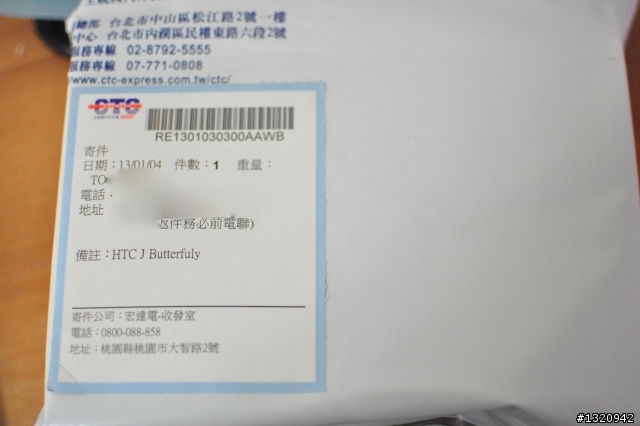 總部 台北市中山區松江路2號一樓
中心 台北市內湖區民權東路六段2號
服務專線 02-8792-5555
服務專線 07-771-0808
www.ctc-express.com.tw/ctc/
CTC
RE1301030300AAWB
寄件
日期：13/01/04 件數：1 重量：
TO
電話：
地址
返件務必前電聯)
備註：HTC J Butterfuly
寄件公司：宏達電-收發室
電話：0800-088-858
地址：桃園縣桃園市大智路2號
#1320942